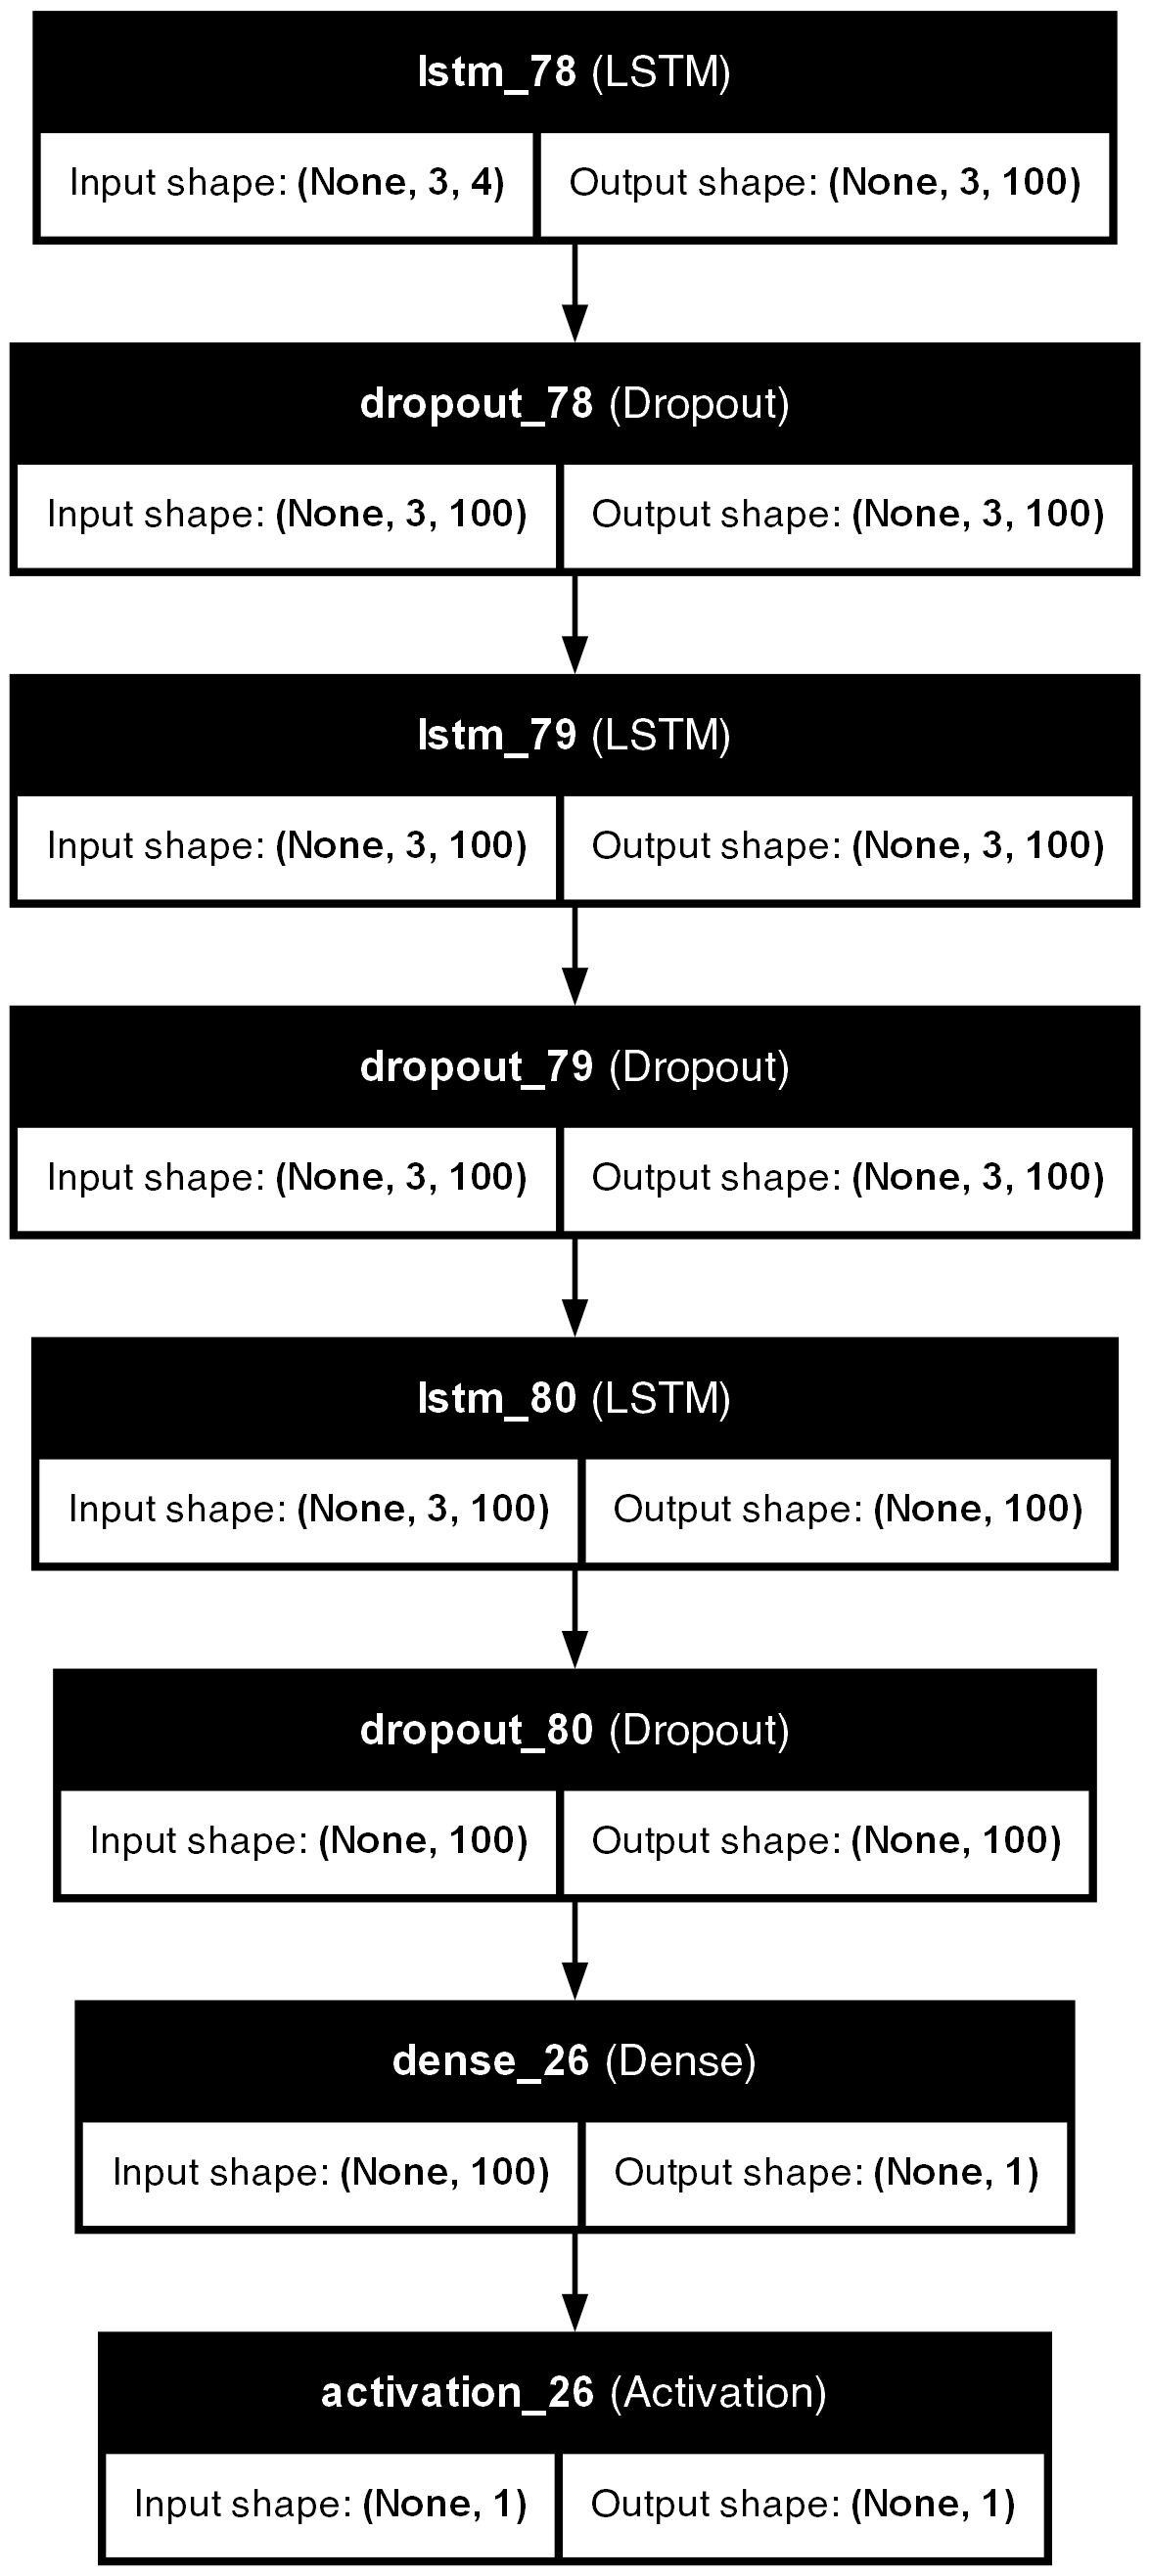 lstm_78 (LSTM)
Input shape: (None, 3, 4) Output shape: (None, 3, 100)
dropout_78 (Dropout)
Input shape: (None, 3, 100) Output shape: (None, 3, 100)
lstm_79 (LSTM)
Input shape: (None, 3, 100) Output shape: (None, 3, 100)
dropout_79 (Dropout)
Input shape: (None, 3, 100) Output shape: (None, 3, 100)
lstm_80 (LSTM)
Input shape: (None, 3, 100) Output shape: (None, 100)
dropout_80 (Dropout)
Input shape: (None, 100) Output shape: (None, 100)
dense_26 (Dense)
Input shape: (None, 100) Output shape: (None, 1)
activation_26 (Activation)
Input shape: (None, 1) Output shape: (None, 1)